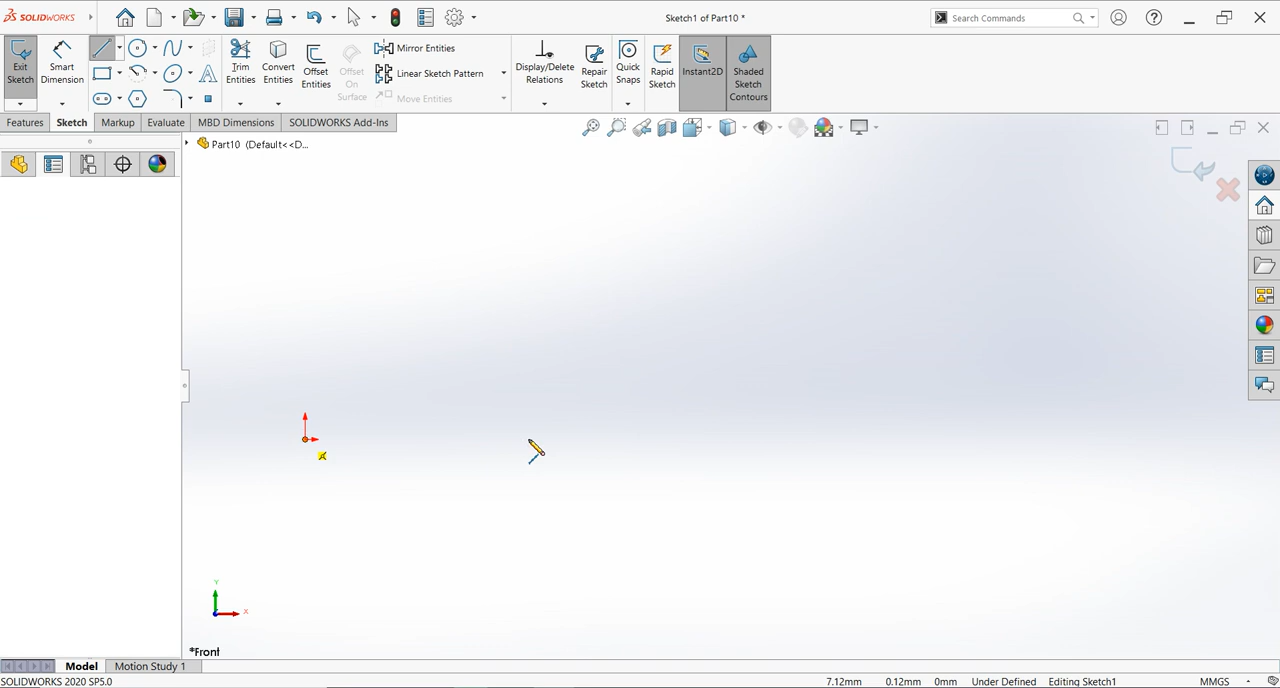 SOLIDWORKS
Sketch1 of Part10 *
Search Commands
Exit Sketch
Smart Dimension
Trim Entities
Convert Entities
Offset Entities
Offset On Surface
Mirror Entities
Linear Sketch Pattern
Move Entities
Display/Delete Relations
Repair Sketch
Quick Snaps
Rapid Sketch
Instant2D
Shaded Sketch Contours
Features
Sketch
Markup
Evaluate
MBD Dimensions
SOLIDWORKS Add-Ins
Part10 (Default<<D...
Y
X
*Front
Model
Motion Study 1
SOLIDWORKS 2020 SP5.0
7.12mm
0.12mm
0mm
Under Defined
Editing Sketch1
MMGS